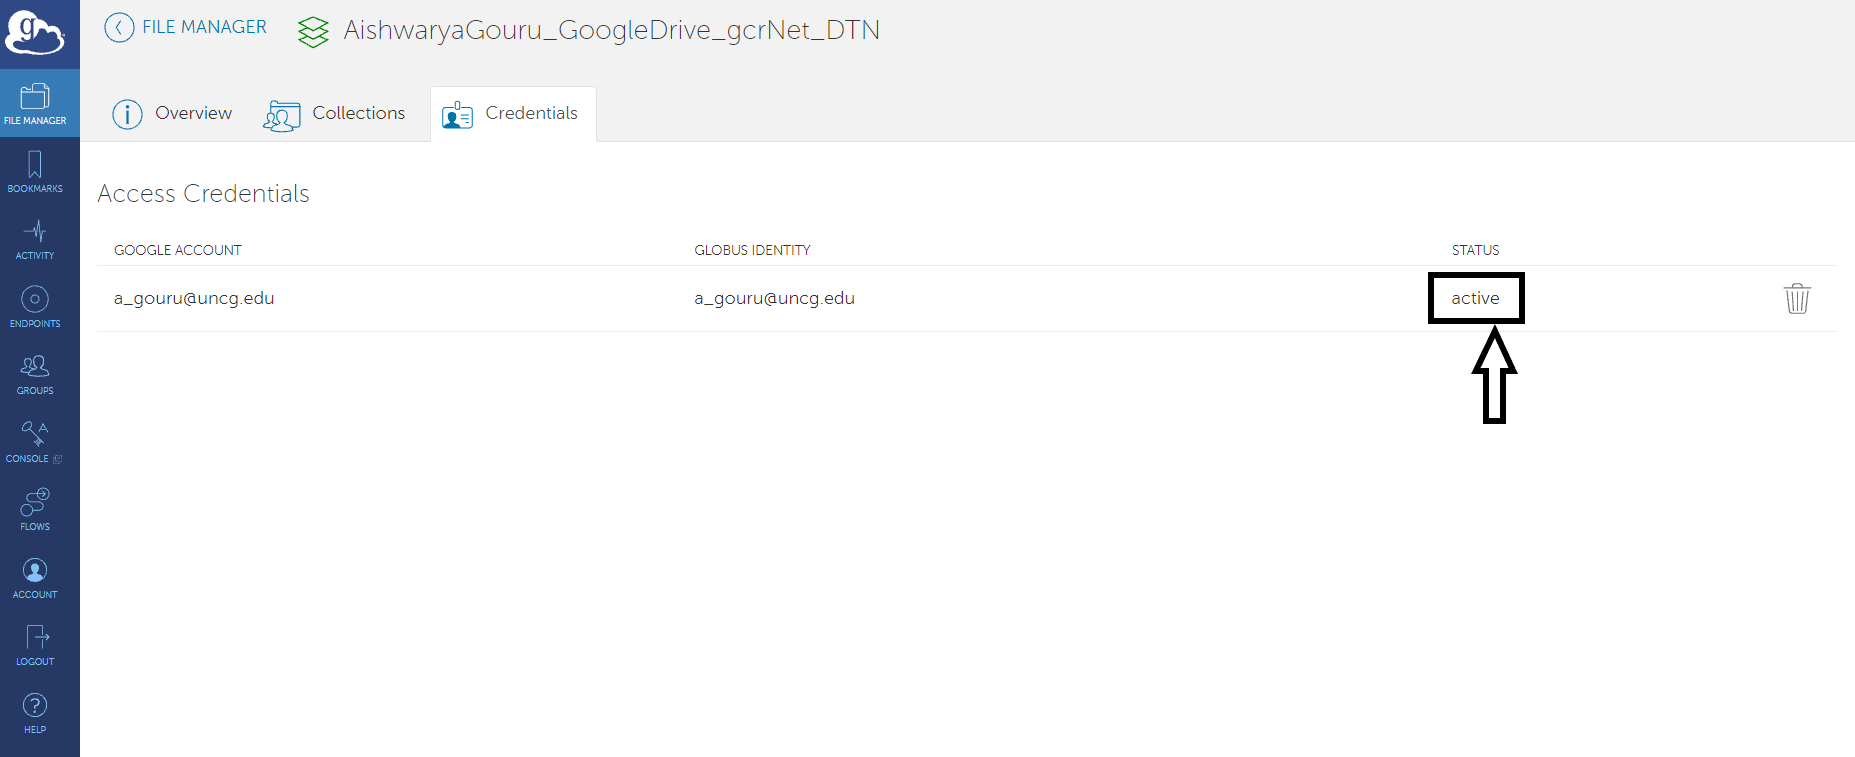 g
FILE MANAGER
AishwaryaGouru_GoogleDrive_gcrNet_DTN
FILE MANAGER
i Overview
Collections
Credentials
BOOKMARKS
ACTIVITY
ENDPOINTS
GROUPS
A
CONSOLE
FLOWS
ACCOUNT
LOGOUT
?
HELP
Access Credentials
GOOGLE ACCOUNT GLOBUS IDENTITY STATUS
a_gouru@uncg.edu a_gouru@uncg.edu active